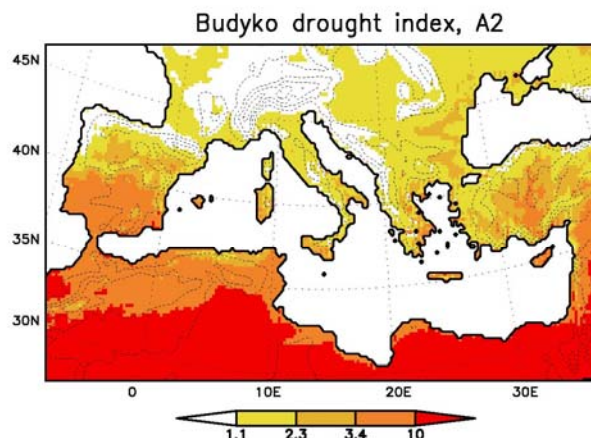 Budyko drought index, A2
45N
40N
35N
30N
0 10E 20E 30E
1.1 2.3 3.4 10